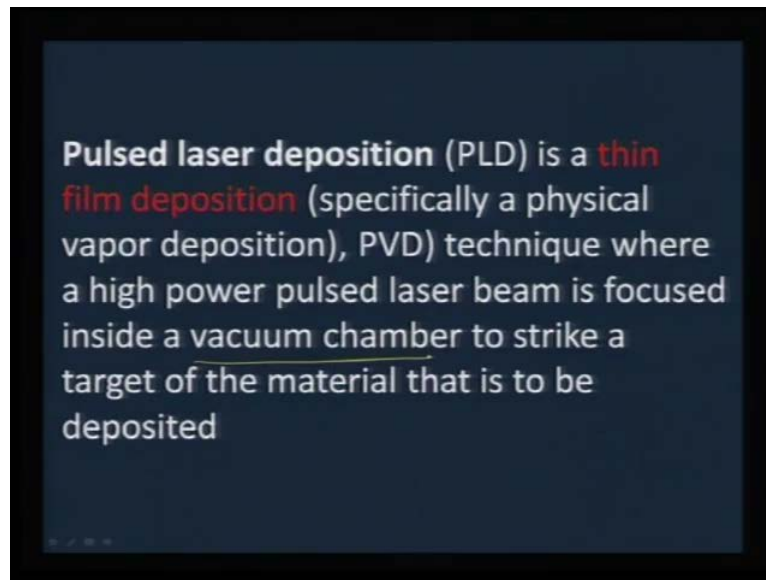 Pulsed laser deposition (PLD) is a thin
film deposition (specifically a physical
vapor deposition), PVD) technique where
a high power pulsed laser beam is focused
inside a vacuum chamber to strike a
target of the material that is to be
deposited